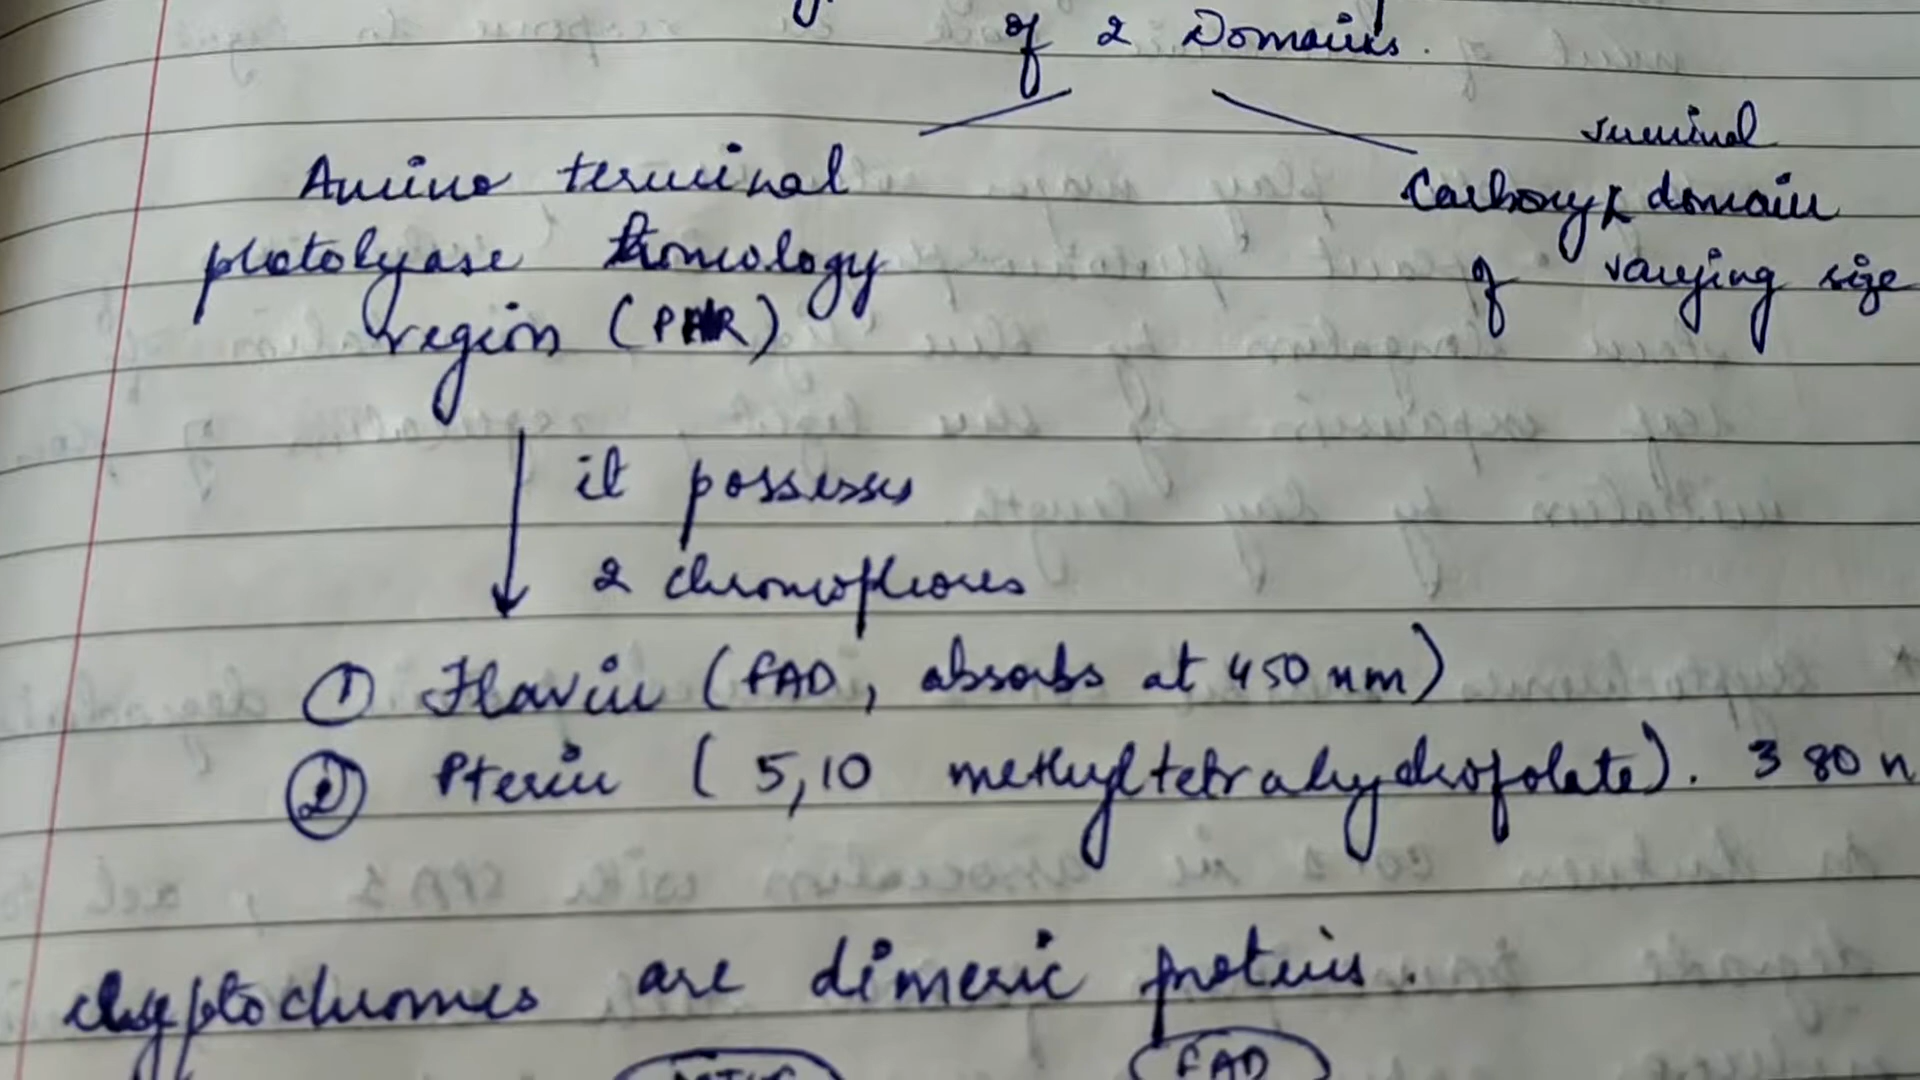 of 2 Domains.
Amino terminal
terminal
Carboxy domain
photolyase homology
of varying size
region (PHR)
it possesses
2 chromophores
① Flavin (FAD, absorbs at 450 nm)
② Pterin (5,10 methyltetrahydrofolate). 380 n
Cryptochromes are dimeric proteins.
FAD